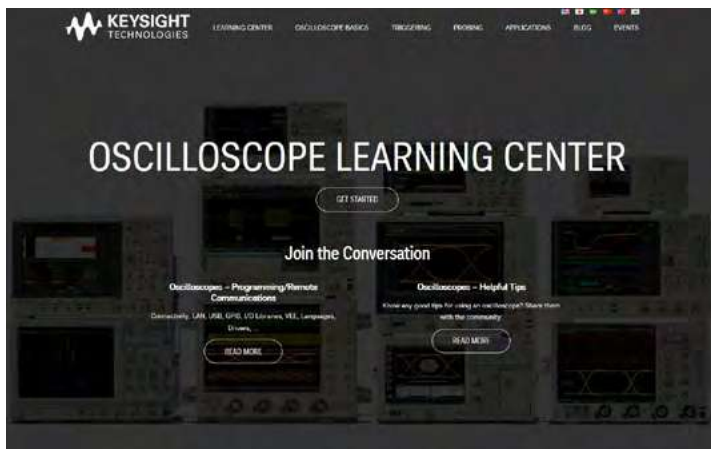 KEYSIGHT
TECHNOLOGIES
LEARNING CENTER OSCILLOSCOPE BASICS TRIGGERING PROBING APPLICATIONS BLOG EVENTS
OSCILLOSCOPE LEARNING CENTER
GET STARTED
Join the Conversation
Oscilloscopes – Programming/Remote
Communications
Connectivity, LAN, USB, GPIB, I/O Libraries, VEE, Languages,
Drivers, ...
READ MORE
Oscilloscopes – Helpful Tips
Know any good tips for using an oscilloscope? Share them
with the community
READ MORE